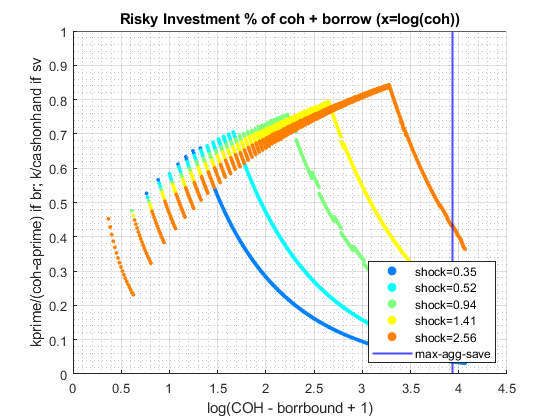 Risky Investment % of coh + borrow (x=log(coh))
kprime/(coh-aprime) if br; k/cashonhand if sv
1
0.9
0.8
0.7
0.6
0.5
0.4
0.3
0.2
0.1
0
shock=0.35
shock=0.52
shock=0.94
shock=1.41
shock=2.56
max-agg-save
0 0.5 1 1.5 2 2.5 3 3.5 4 4.5
log(COH - borrbound + 1)